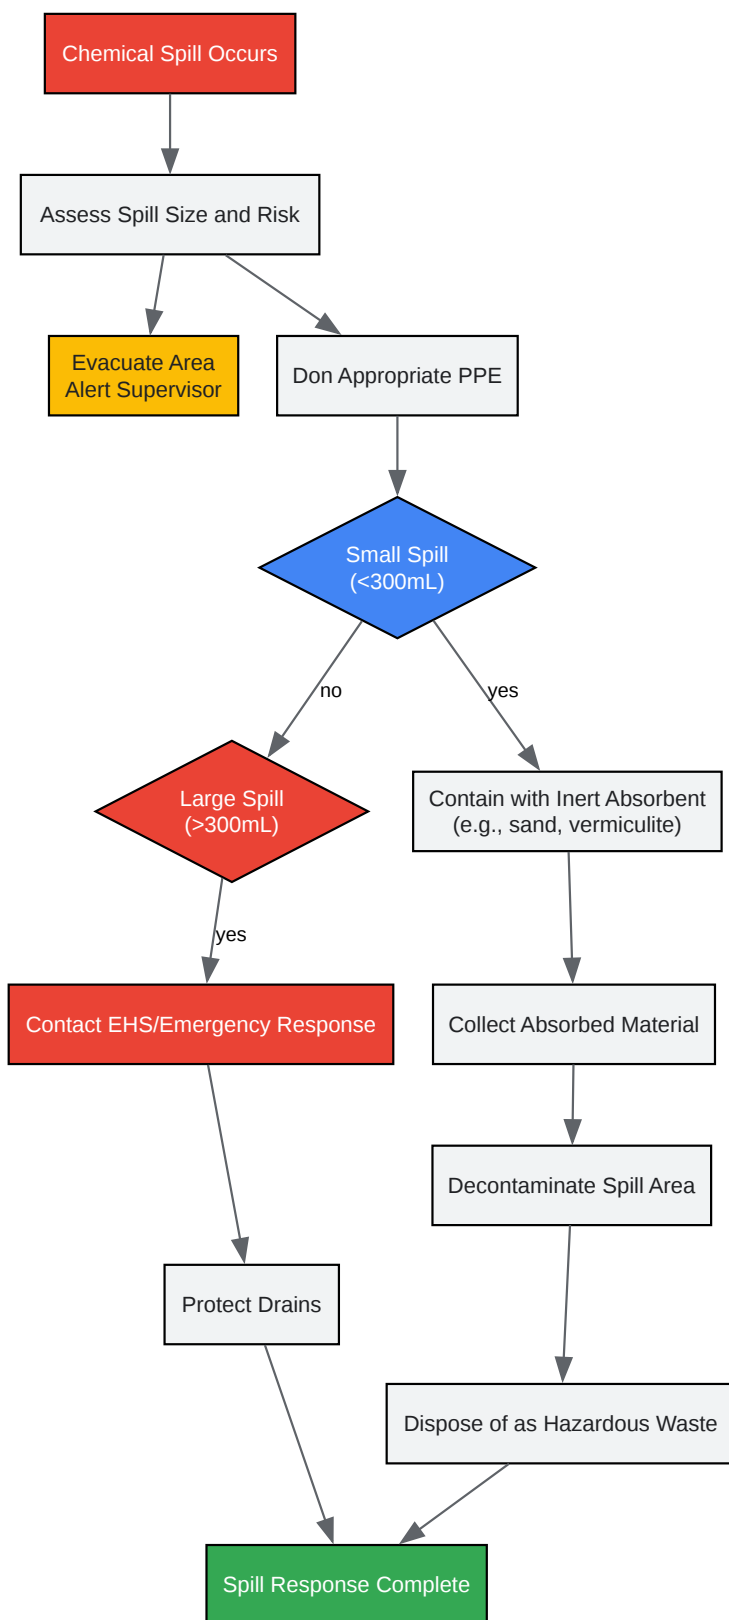 Chemical Spill Occurs
Assess Spill Size and Risk
Evacuate Area
Alert Supervisor
Don Appropriate PPE
Small Spill
(<300mL)
no
yes
Large Spill
(>300mL)
Contain with Inert Absorbent
(e.g., sand, vermiculite)
yes
Contact EHS/Emergency Response
Collect Absorbed Material
Decontaminate Spill Area
Protect Drains
Dispose of as Hazardous Waste
Spill Response Complete